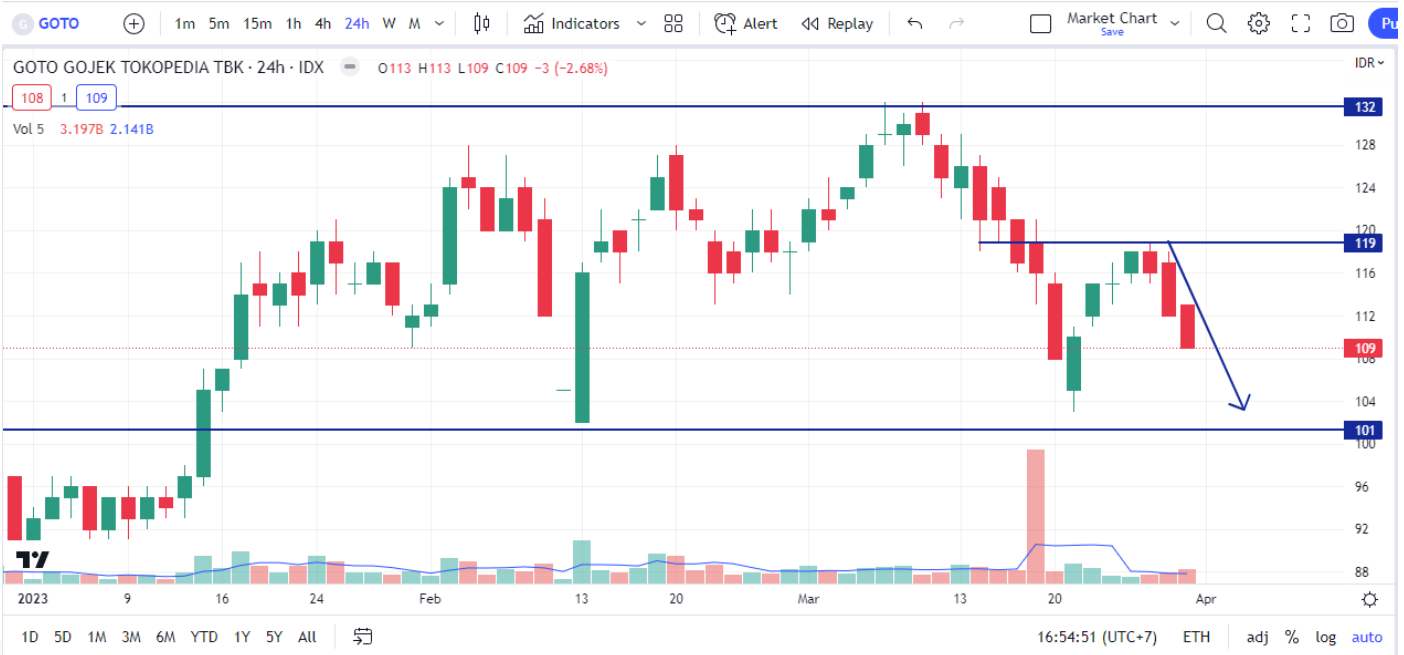 G GOTO 1m 5m 15m 1h 4h 24h W M Indicators Alert Replay Market Chart Save Pu
GOTO GOJEK TOKOPEDIA TBK · 24h · IDX O113 H113 L109 C109 −3 (−2.68%) IDR
108 1 109
132
Vol 5 3.197B 2.141B
128
124
120
119
116
112
109
108
104
101
100
96
92
88
2023 9 16 24 Feb 13 20 Mar 13 20 Apr
1D 5D 1M 3M 6M YTD 1Y 5Y All 16:54:51 (UTC+7) ETH adj % log auto